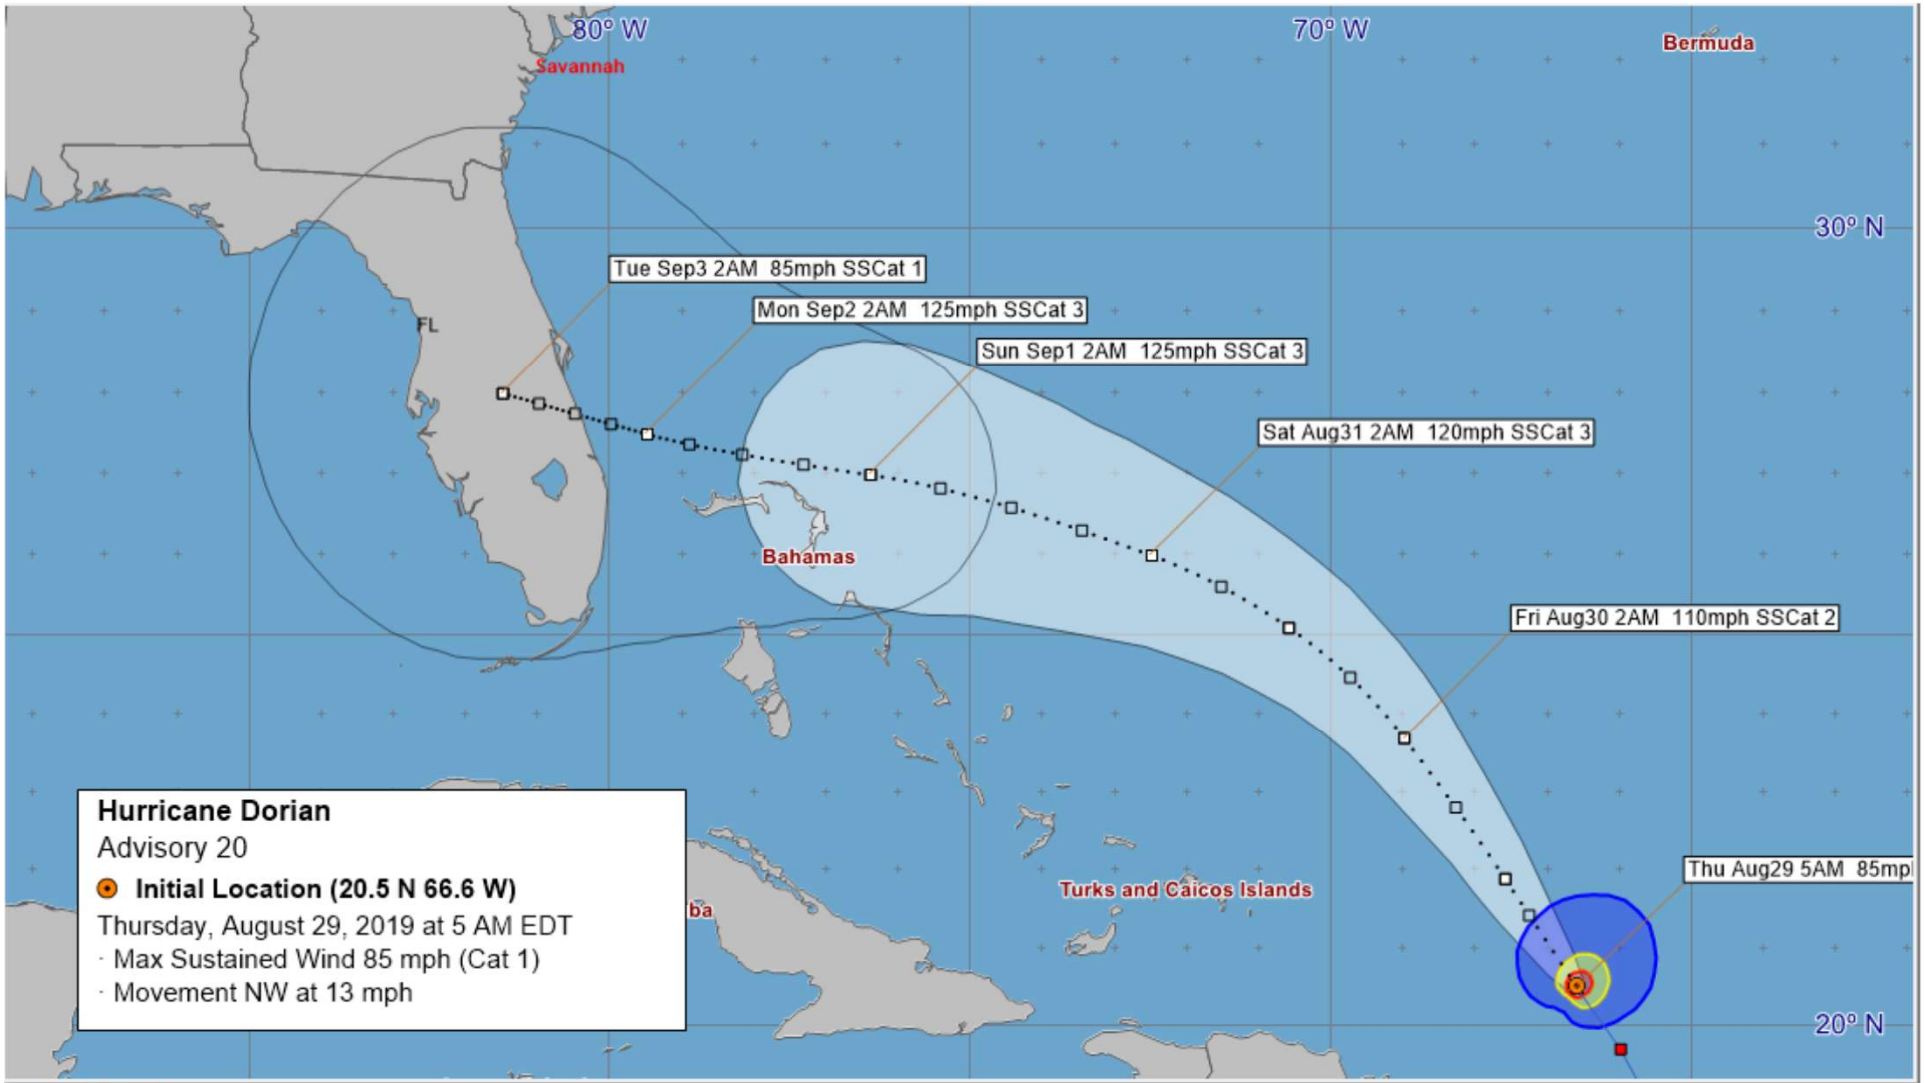 80° W
70° W
Bermuda
Savannah
30° N
Tue Sep3 2AM 85mph SSCat 1
Mon Sep2 2AM 125mph SSCat 3
FL
Sun Sep1 2AM 125mph SSCat 3
Sat Aug31 2AM 120mph SSCat 3
Bahamas
Fri Aug30 2AM 110mph SSCat 2
Hurricane Dorian
Advisory 20
Initial Location (20.5 N 66.6 W)
Thursday, August 29, 2019 at 5 AM EDT
· Max Sustained Wind 85 mph (Cat 1)
· Movement NW at 13 mph
ba
Turks and Caicos Islands
Thu Aug29 5AM 85mp
20° N